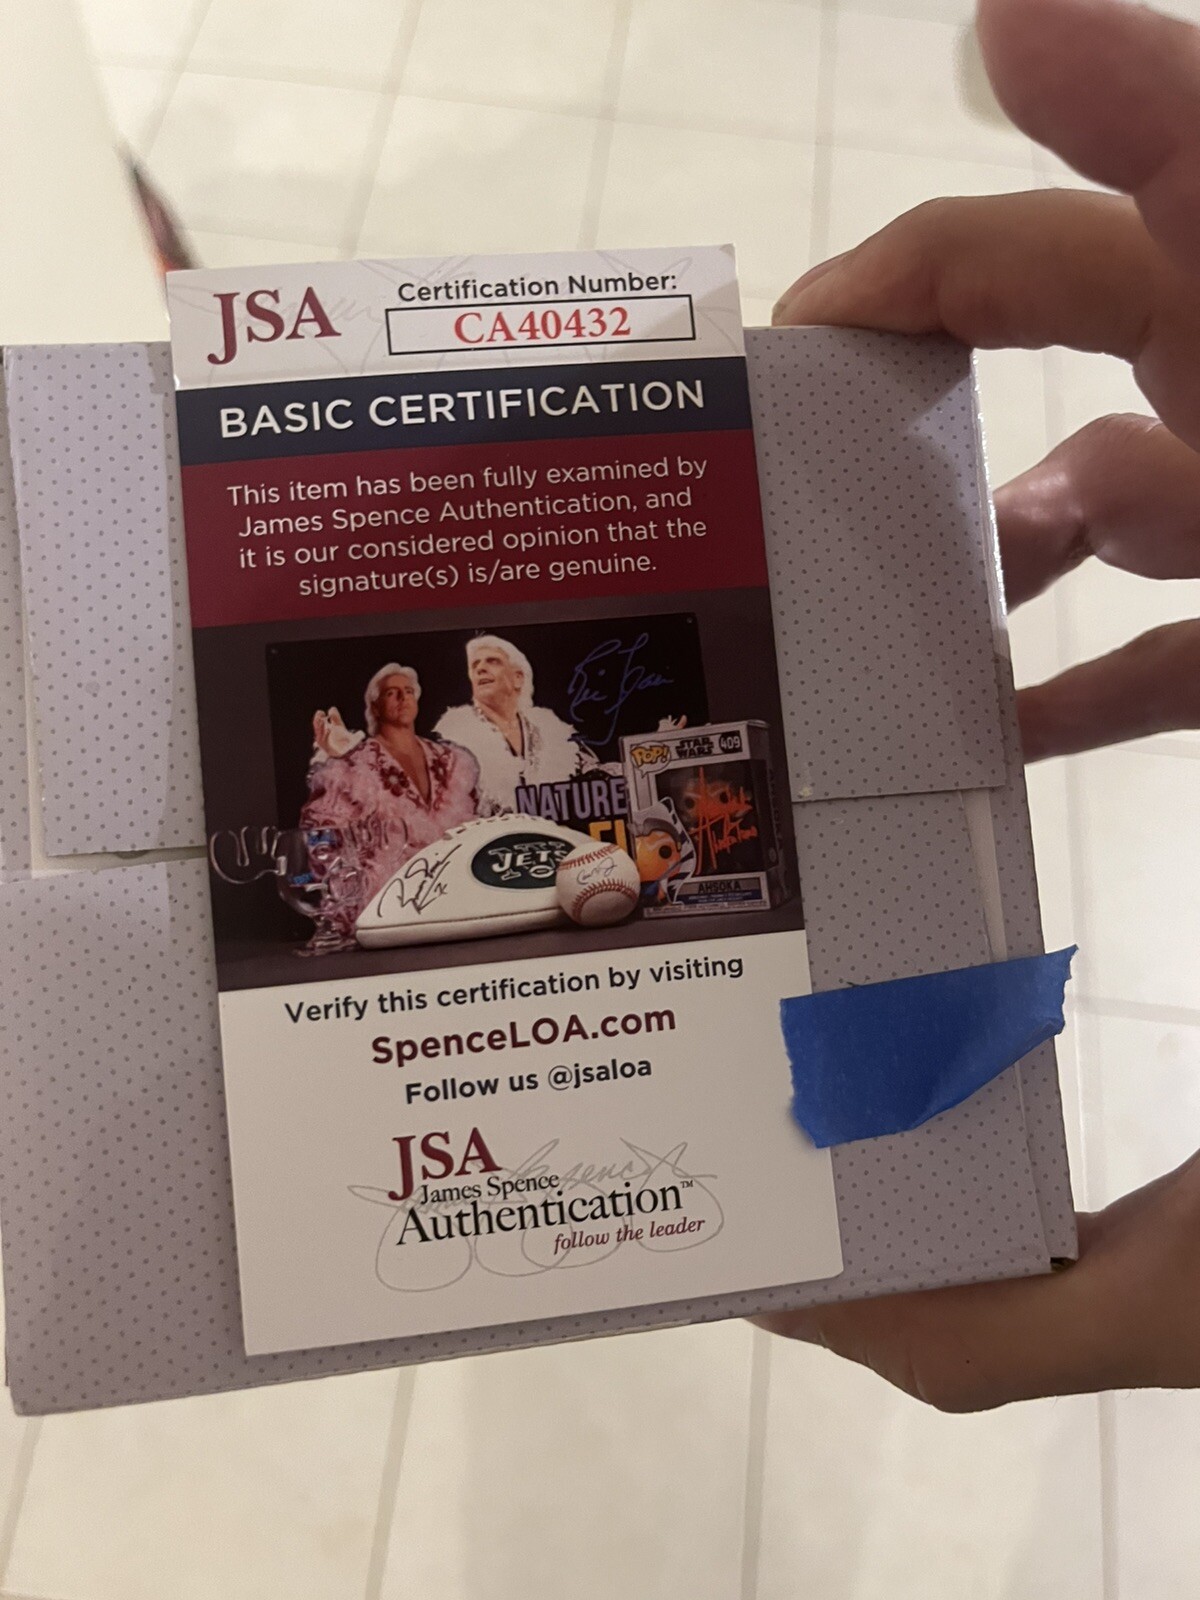 JSA
Certification Number:
CA40432
BASIC CERTIFICATION
This item has been fully examined by
James Spence Authentication, and
it is our considered opinion that the
signature(s) is/are genuine.
POP!
STAR
WARS
409
NATURE
JETS
AHSOKA
Verify this certification by visiting
SpenceLOA.com
Follow us @jsaloa
JSA
James Spence
Authentication™
follow the leader